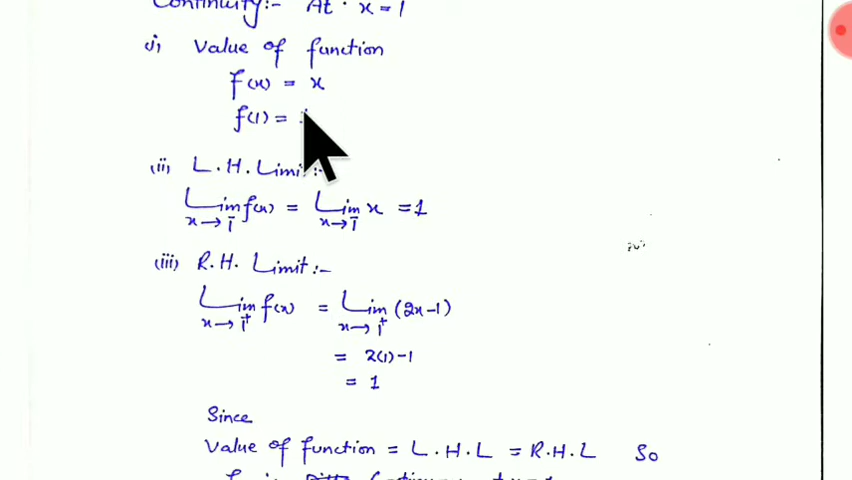 Continuity:- At x = 1
(i) Value of function
f(x) = x
f(1) =
(ii) L.H. Limit :-
Lim x→1⁻ f(x) = Lim x→1⁻ x = 1
(iii) R.H. Limit :-
Lim x→1⁺ f(x) = Lim x→1⁺ (2x-1)
= 2(1)-1
= 1
Since
Value of function = L.H.L = R.H.L So